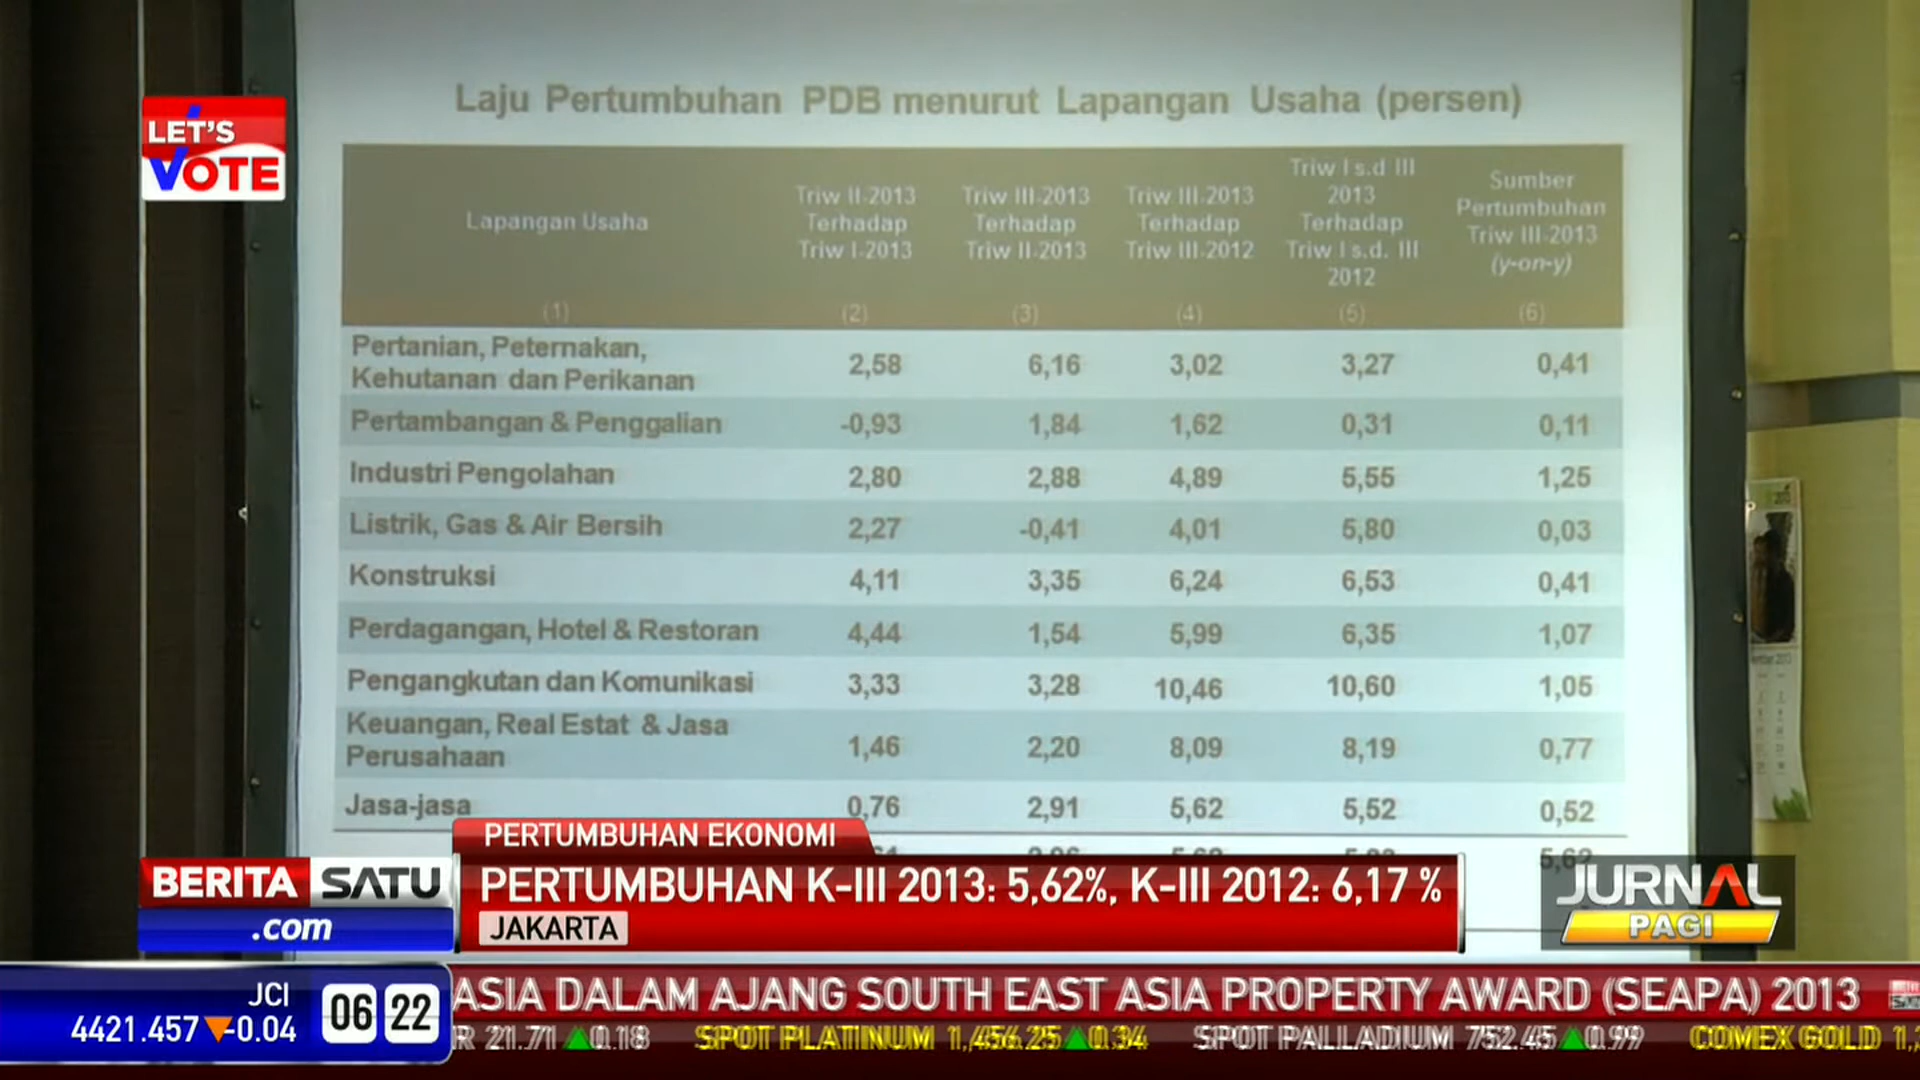 Laju Pertumbuhan PDB menurut Lapangan Usaha (persen)
LET'S
VOTE
Lapangan Usaha
Triw II-2013
Terhadap
Triw I-2013
Triw III-2013
Terhadap
Triw II-2013
Triw III-2013
Terhadap
Triw III-2012
Triw I s.d III
2013
Terhadap
Triw I s.d. III
2012
Sumber
Pertumbuhan
Triw III-2013
(y-on-y)
(1) (2) (3) (4) (5) (6)
Pertanian, Peternakan,
Kehutanan dan Perikanan 2,58 6,16 3,02 3,27 0,41
Pertambangan & Penggalian -0,93 1,84 1,62 0,31 0,11
Industri Pengolahan 2,80 2,88 4,89 5,55 1,25
Listrik, Gas & Air Bersih 2,27 -0,41 4,01 5,80 0,03
Konstruksi 4,11 3,35 6,24 6,53 0,41
Perdagangan, Hotel & Restoran 4,44 1,54 5,99 6,35 1,07
Pengangkutan dan Komunikasi 3,33 3,28 10,46 10,60 1,05
Keuangan, Real Estat & Jasa
Perusahaan 1,46 2,20 8,09 8,19 0,77
Jasa-jasa 0,76 2,91 5,62 5,52 0,52
PERTUMBUHAN EKONOMI
BERITA SATU
.com
PERTUMBUHAN K-III 2013: 5,62%, K-III 2012: 6,17 %
JAKARTA
JURNAL
PAGI
JCI
4421.457 -0.04
06 22
ASIA DALAM AJANG SOUTH EAST ASIA PROPERTY AWARD (SEAPA) 2013
R 21.71 0.18 SPOT PLATINUM 1,456.25 0.34 SPOT PALLADIUM 752.45 0.99 COMEX GOLD